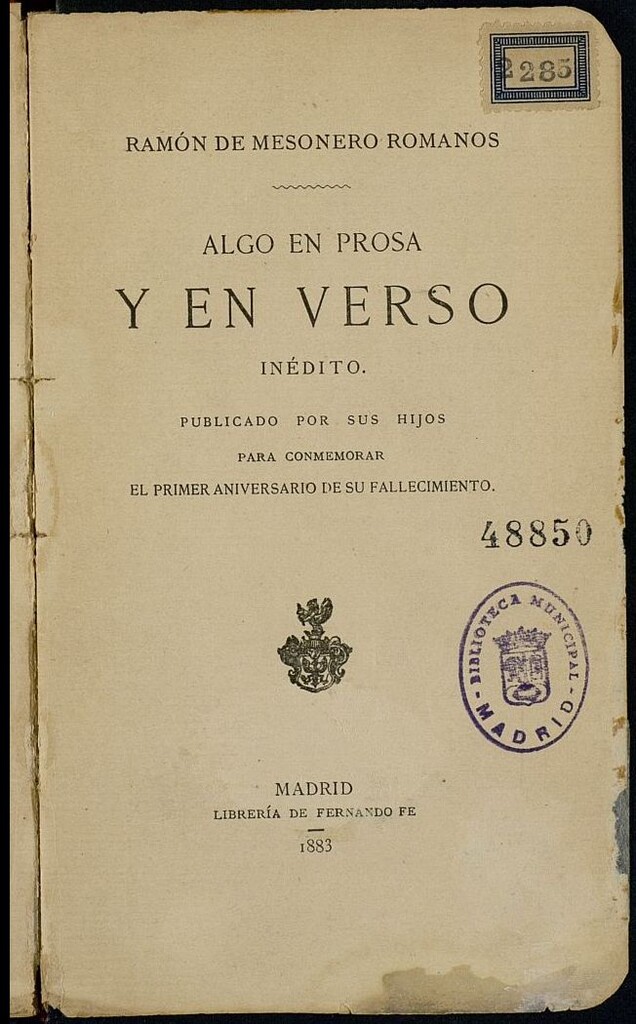 2285
RAMÓN DE MESONERO ROMANOS
ALGO EN PROSA
Y EN VERSO
INÉDITO.
PUBLICADO POR SUS HIJOS
PARA CONMEMORAR
EL PRIMER ANIVERSARIO DE SU FALLECIMIENTO.
48850
BIBLIOTECA MUNICIPAL
- MADRID -
MADRID
LIBRERÍA DE FERNANDO FE
1883